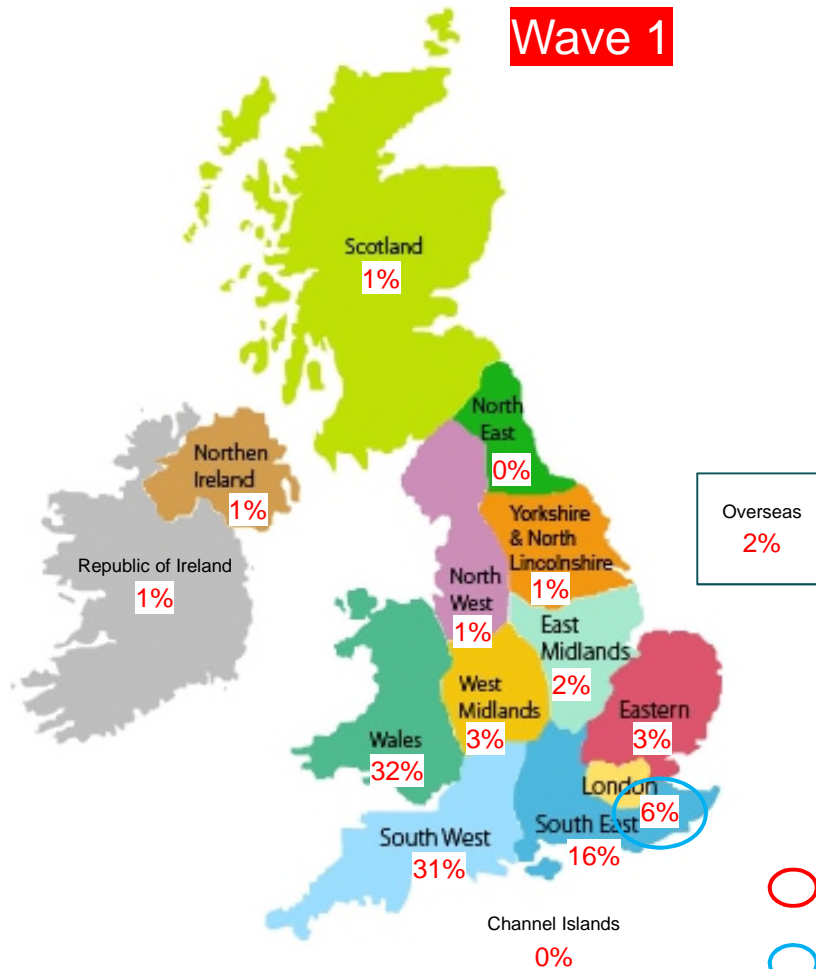 Wave 1
Scotland
1%
North
East
0%
Northen
Ireland
1%
Republic of Ireland
1%
Yorkshire
& North
Lincolnshire
1%
Overseas
2%
North
West
1%
East
Midlands
2%
West
Midlands
3%
Eastern
3%
Wales
32%
London
6%
South East
16%
South West
31%
Channel Islands
0%